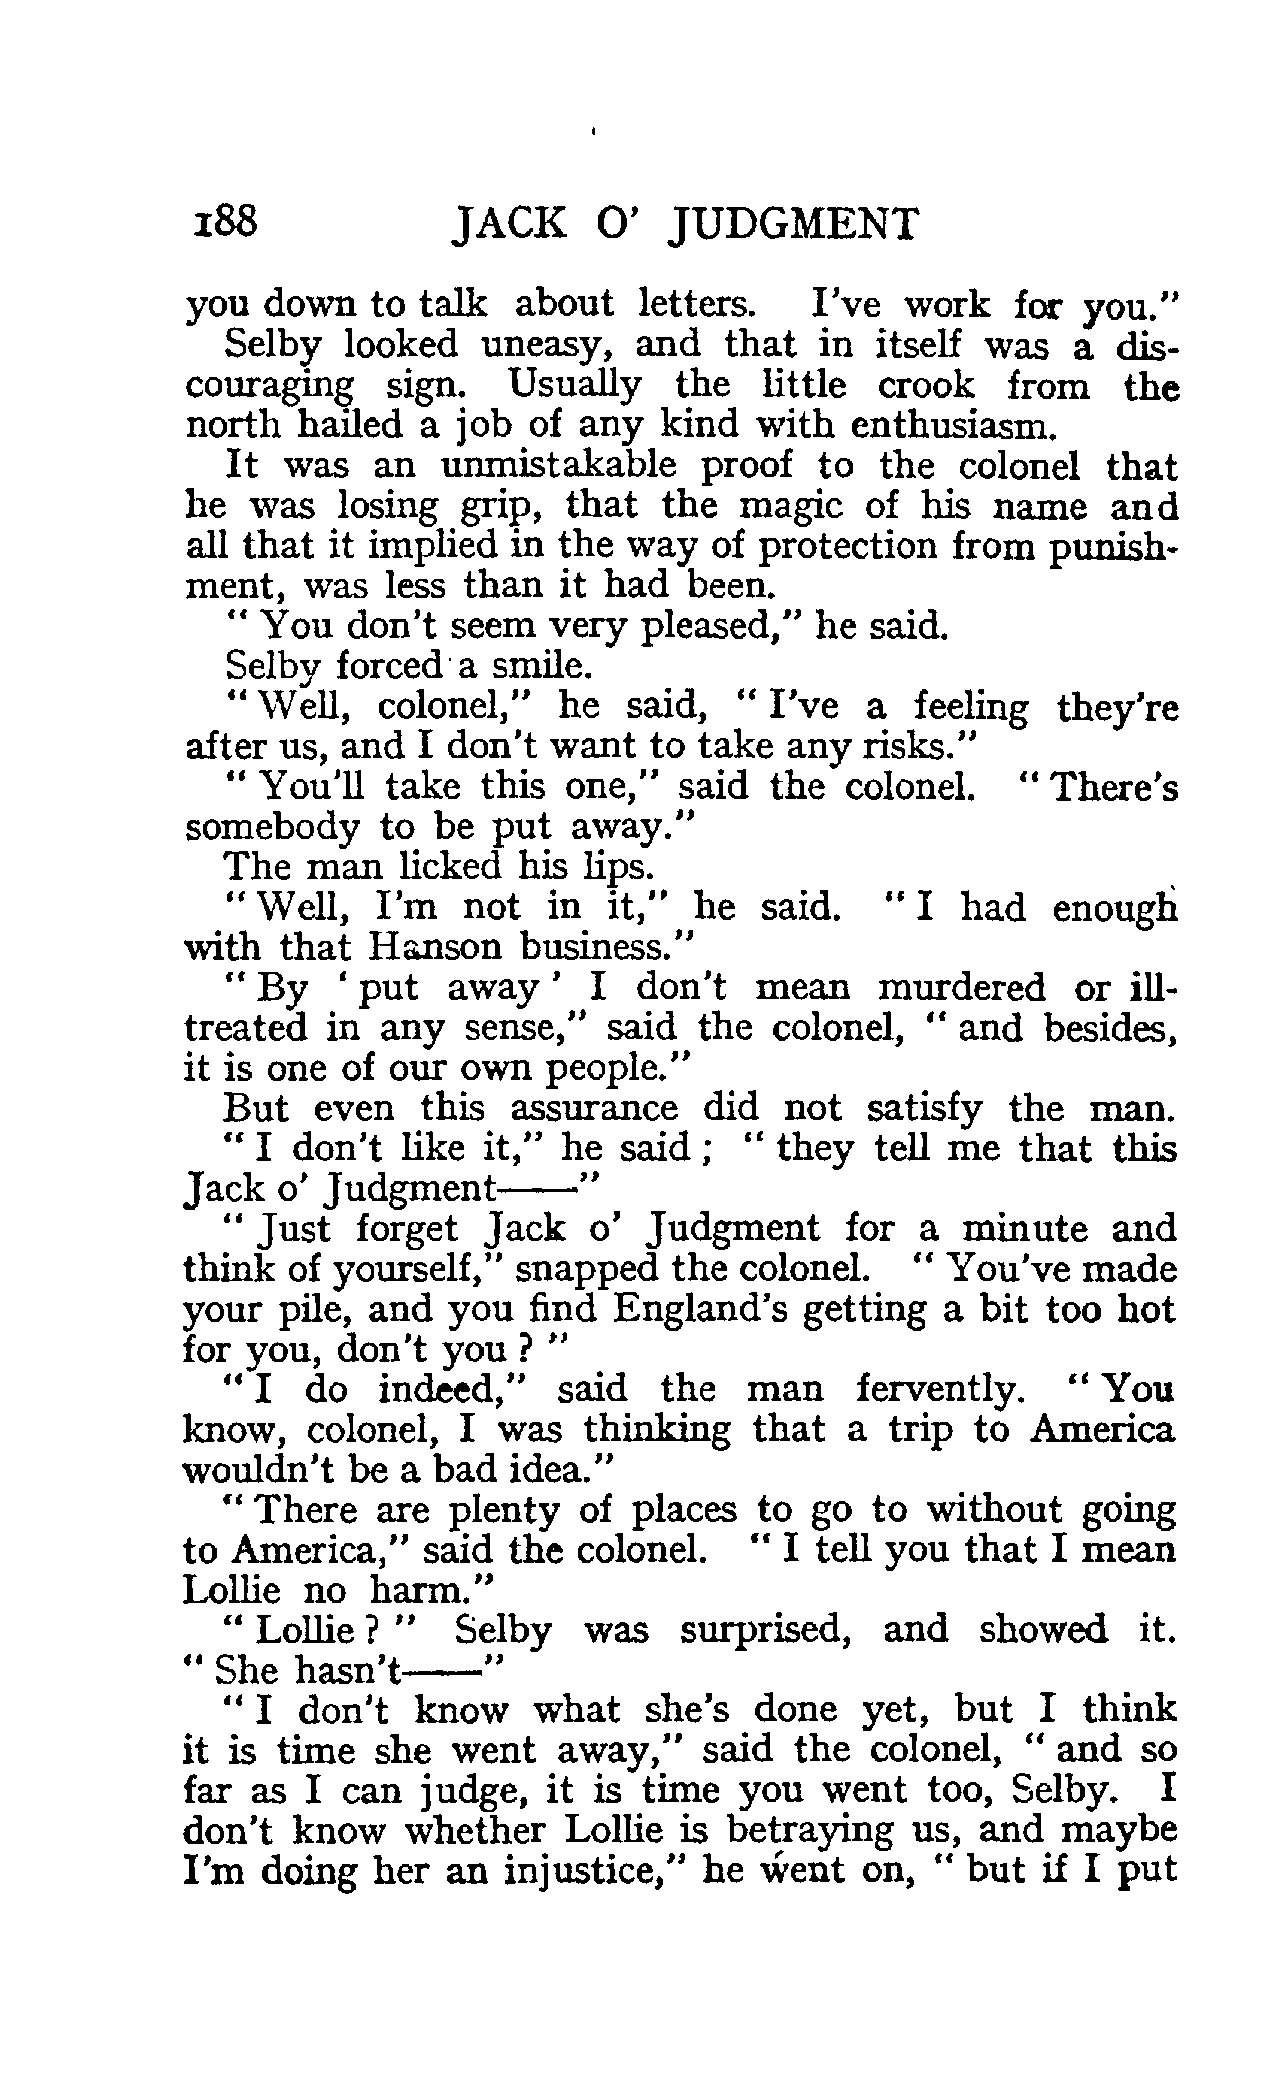 188 JACK O' JUDGMENT
you down to talk about letters. I've work for you."
Selby looked uneasy, and that in itself was a dis-
couraging sign. Usually the little crook from the
north hailed a job of any kind with enthusiasm.
It was an unmistakable proof to the colonel that
he was losing grip, that the magic of his name and
all that it implied in the way of protection from punish-
ment, was less than it had been.
" You don't seem very pleased," he said.
Selby forced a smile.
" Well, colonel," he said, " I've a feeling they're
after us, and I don't want to take any risks."
" You'll take this one," said the colonel. " There's
somebody to be put away."
The man licked his lips.
" Well, I'm not in it," he said. " I had enough
with that Hanson business."
" By ' put away ' I don't mean murdered or ill-
treated in any sense," said the colonel, " and besides,
it is one of our own people."
But even this assurance did not satisfy the man.
" I don't like it," he said ; " they tell me that this
Jack o' Judgment——"
" Just forget Jack o' Judgment for a minute and
think of yourself," snapped the colonel. " You've made
your pile, and you find England's getting a bit too hot
for you, don't you ? "
" I do indeed," said the man fervently. " You
know, colonel, I was thinking that a trip to America
wouldn't be a bad idea."
" There are plenty of places to go to without going
to America," said the colonel. " I tell you that I mean
Lollie no harm."
" Lollie ? " Selby was surprised, and showed it.
" She hasn't——"
" I don't know what she's done yet, but I think
it is time she went away," said the colonel, " and so
far as I can judge, it is time you went too, Selby. I
don't know whether Lollie is betraying us, and maybe
I'm doing her an injustice," he went on, " but if I put